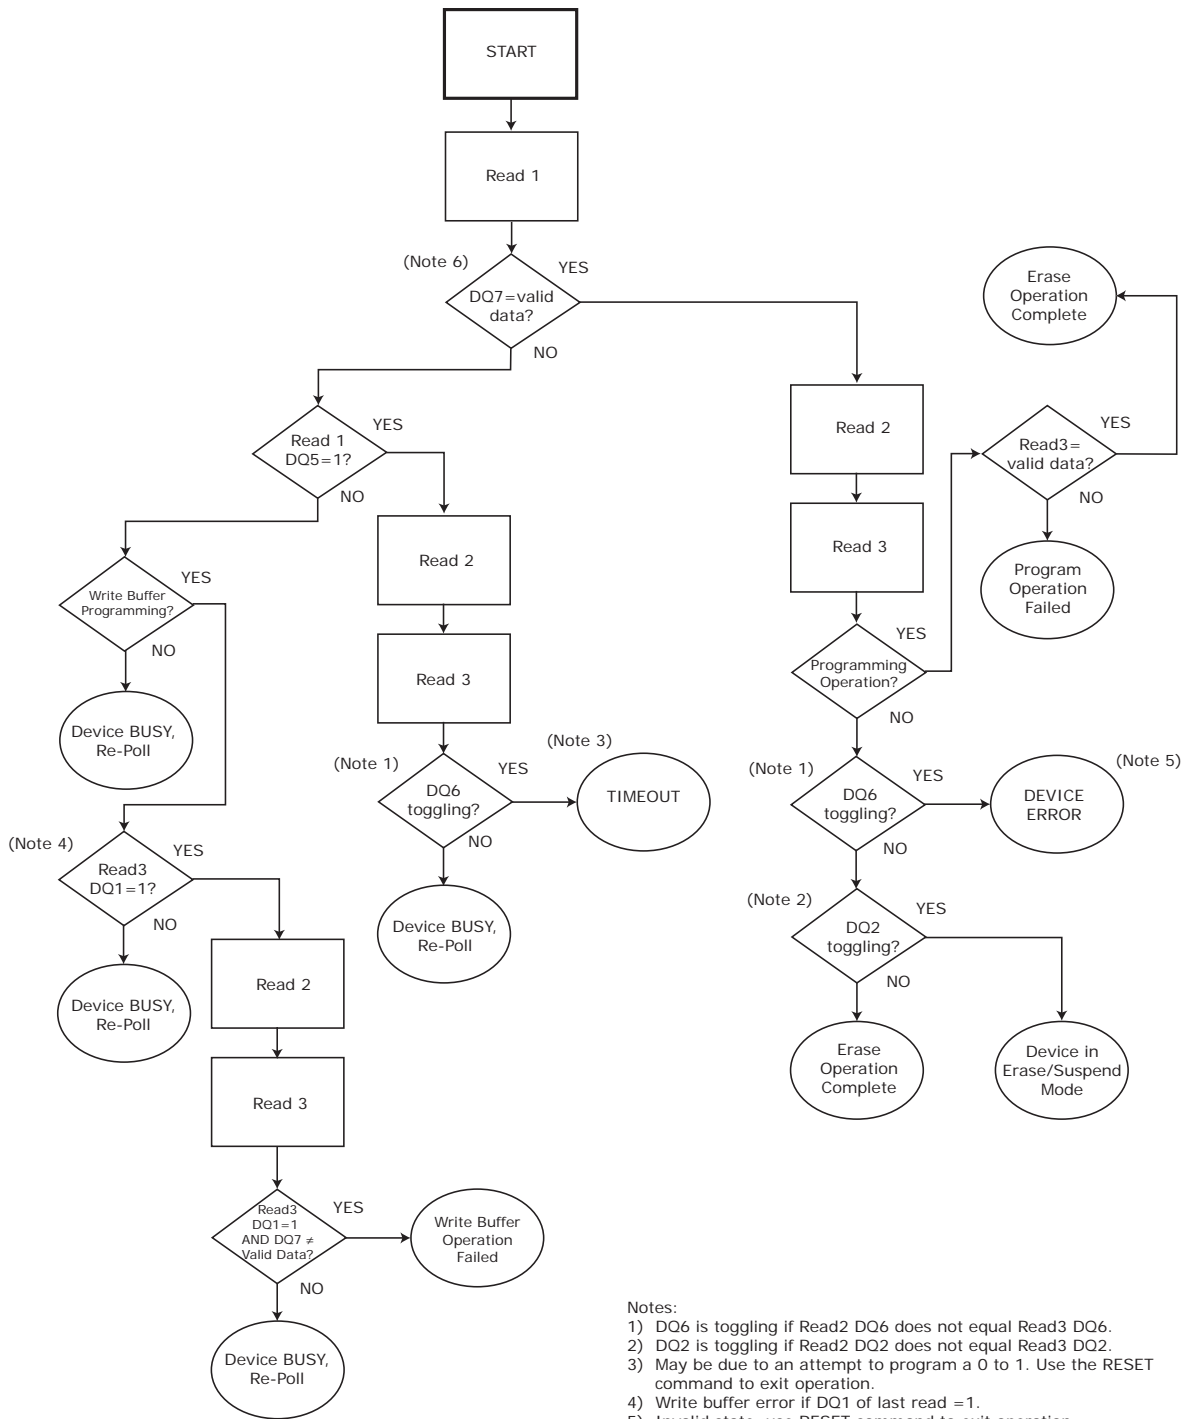 START
Read 1
(Note 6)
YES
DQ7=valid
data?
NO
Erase
Operation
Complete
Read 1
DQ5=1?
YES
NO
Read 2
Read3=
valid data?
YES
NO
Read 2
Read 3
Write Buffer
Programming?
YES
NO
Program
Operation
Failed
Read 3
Programming
Operation?
YES
NO
Device BUSY,
Re-Poll
(Note 1)
DQ6
toggling?
YES
NO
(Note 3)
TIMEOUT
(Note 1)
DQ6
toggling?
YES
NO
DEVICE
ERROR
(Note 5)
(Note 4)
Read3
DQ1=1?
YES
NO
Device BUSY,
Re-Poll
(Note 2)
DQ2
toggling?
YES
NO
Device BUSY,
Re-Poll
Read 2
Read 3
Erase
Operation
Complete
Device in
Erase/Suspend
Mode
Read3
DQ1=1
AND DQ7 ≠
Valid Data?
YES
NO
Write Buffer
Operation
Failed
Device BUSY,
Re-Poll
Notes:
1) DQ6 is toggling if Read2 DQ6 does not equal Read3 DQ6.
2) DQ2 is toggling if Read2 DQ2 does not equal Read3 DQ2.
3) May be due to an attempt to program a 0 to 1. Use the RESET
command to exit operation.
4) Write buffer error if DQ1 of last read =1.
5) Invalid state, use RESET command to exit operation.